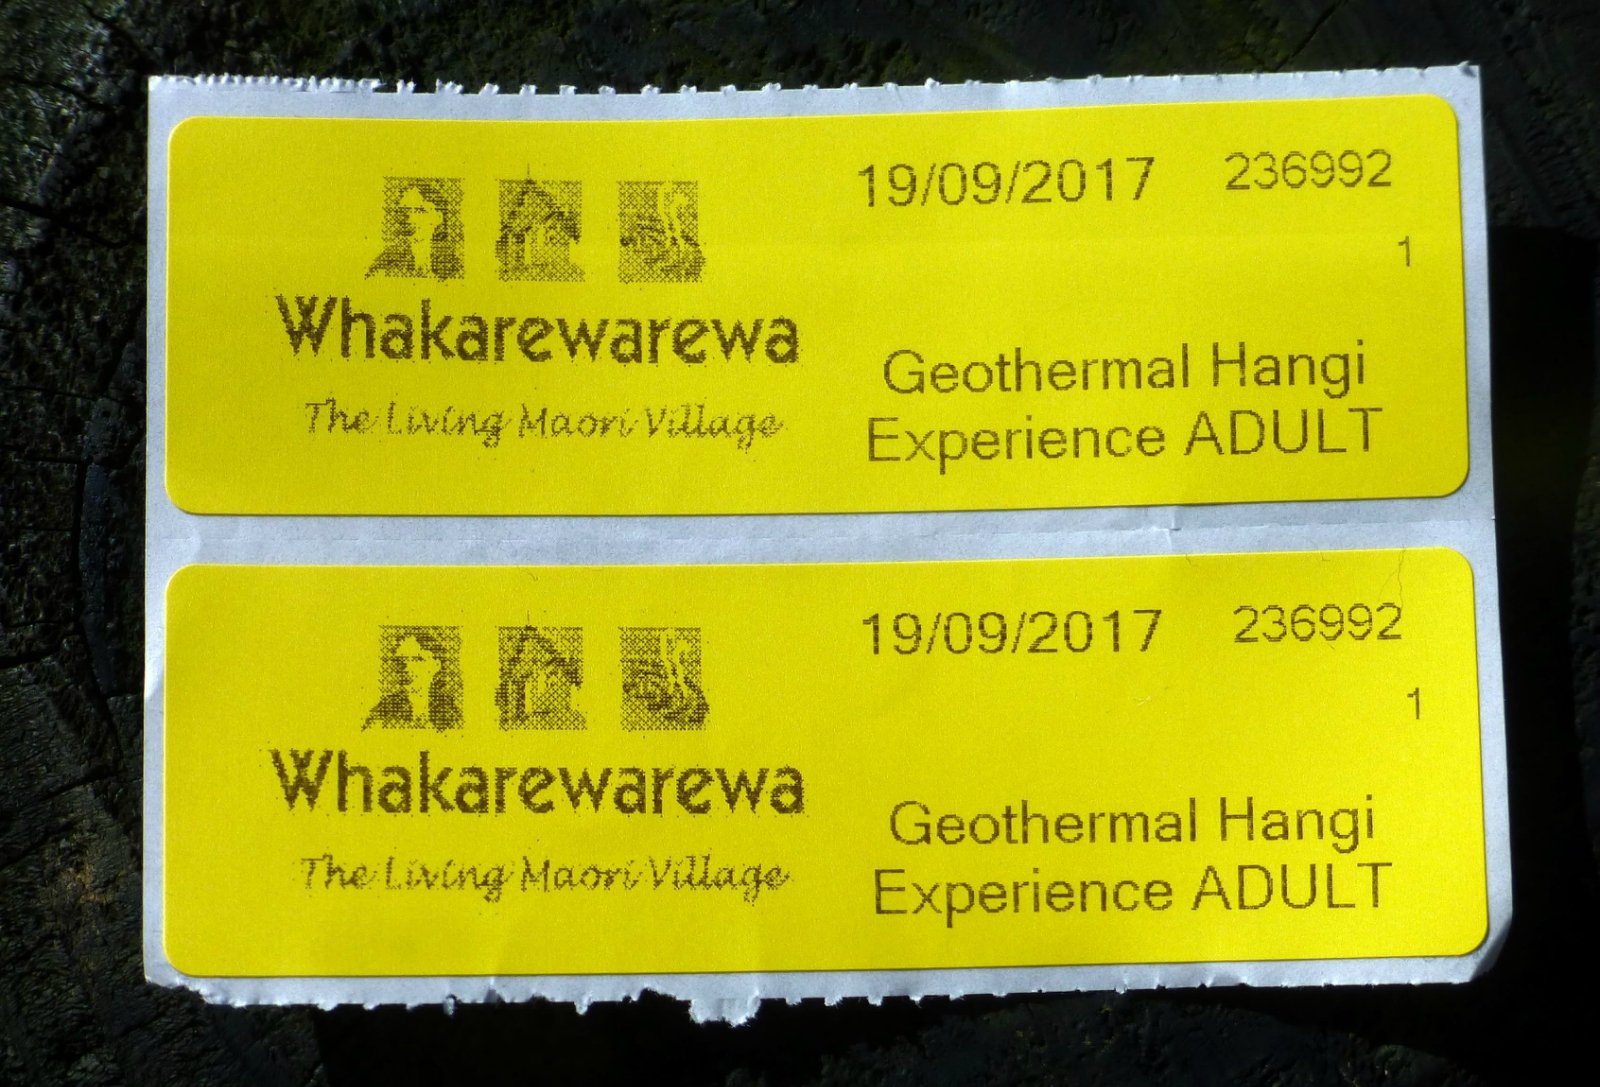 19/09/2017 236992
1
Whakarewarewa
The Living Maori Village
Geothermal Hangi
Experience ADULT
19/09/2017 236992
1
Whakarewarewa
The Living Maori Village
Geothermal Hangi
Experience ADULT